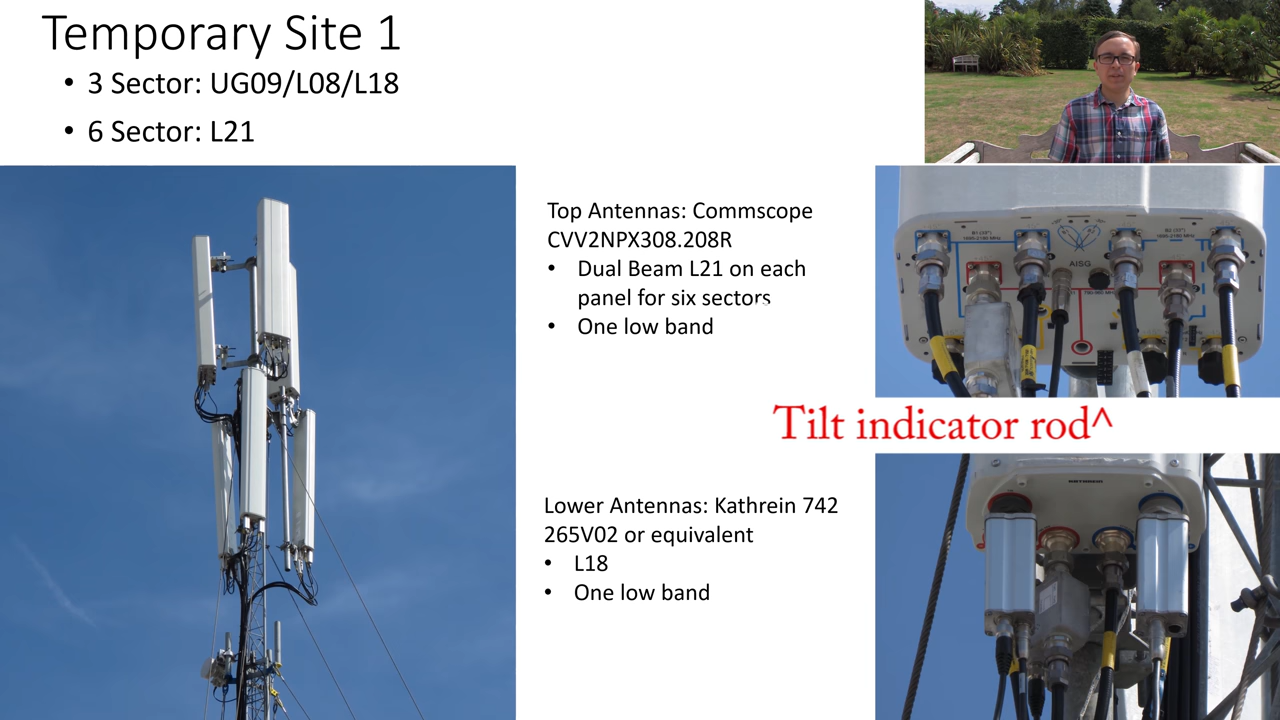 Temporary Site 1
• 3 Sector: UG09/L08/L18
• 6 Sector: L21
Top Antennas: Commscope
CVV2NPX308.208R
• Dual Beam L21 on each
panel for six sectors
• One low band
AISG
Tilt indicator rod^
Lower Antennas: Kathrein 742
265V02 or equivalent
• L18
• One low band